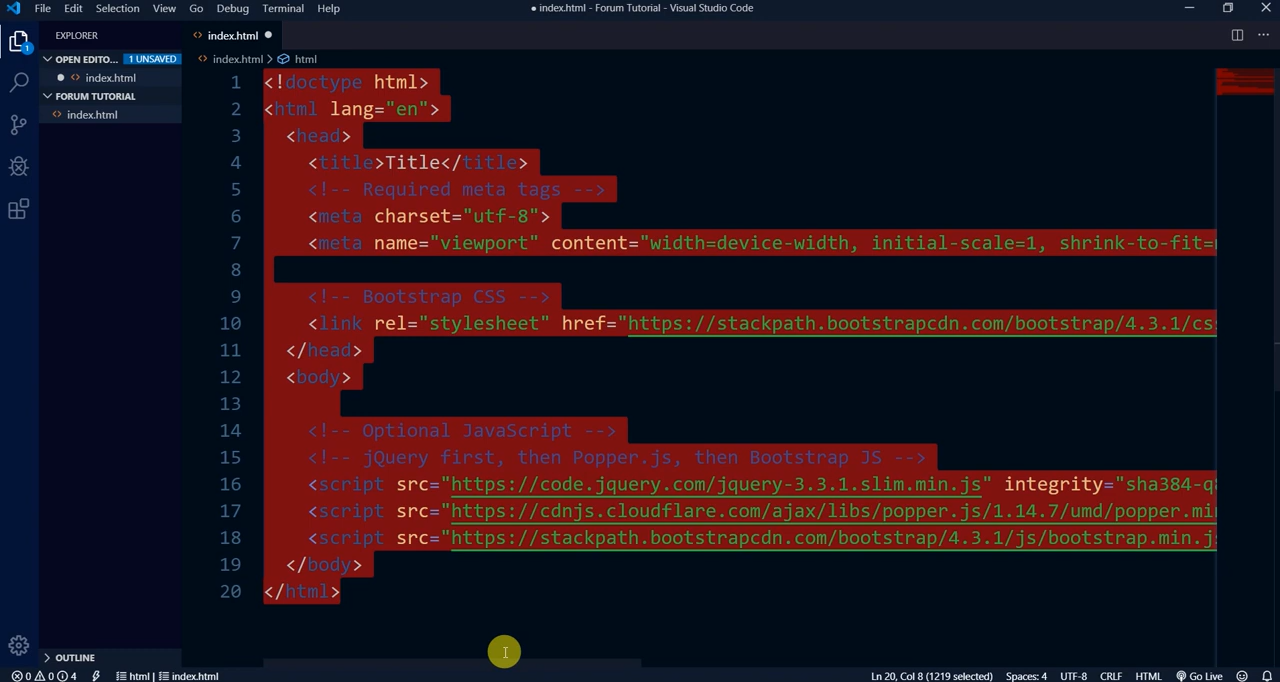 File Edit Selection View Go Debug Terminal Help
● index.html - Forum Tutorial - Visual Studio Code
EXPLORER
OPEN EDITO... 1 UNSAVED
index.html
FORUM TUTORIAL
index.html
OUTLINE
1
index.html
index.html > html
1 <!doctype html>
2 <html lang="en">
3 <head>
4 <title>Title</title>
5 <!-- Required meta tags -->
6 <meta charset="utf-8">
7 <meta name="viewport" content="width=device-width, initial-scale=1, shrink-to-fit=
8
9 <!-- Bootstrap CSS -->
10 <link rel="stylesheet" href="https://stackpath.bootstrapcdn.com/bootstrap/4.3.1/cs
11 </head>
12 <body>
13
14 <!-- Optional JavaScript -->
15 <!-- jQuery first, then Popper.js, then Bootstrap JS -->
16 <script src="https://code.jquery.com/jquery-3.3.1.slim.min.js" integrity="sha384-q
17 <script src="https://cdnjs.cloudflare.com/ajax/libs/popper.js/1.14.7/umd/popper.mi
18 <script src="https://stackpath.bootstrapcdn.com/bootstrap/4.3.1/js/bootstrap.min.j
19 </body>
20 </html>
0 0 4 html | index.html Ln 20, Col 8 (1219 selected) Spaces: 4 UTF-8 CRLF HTML Go Live